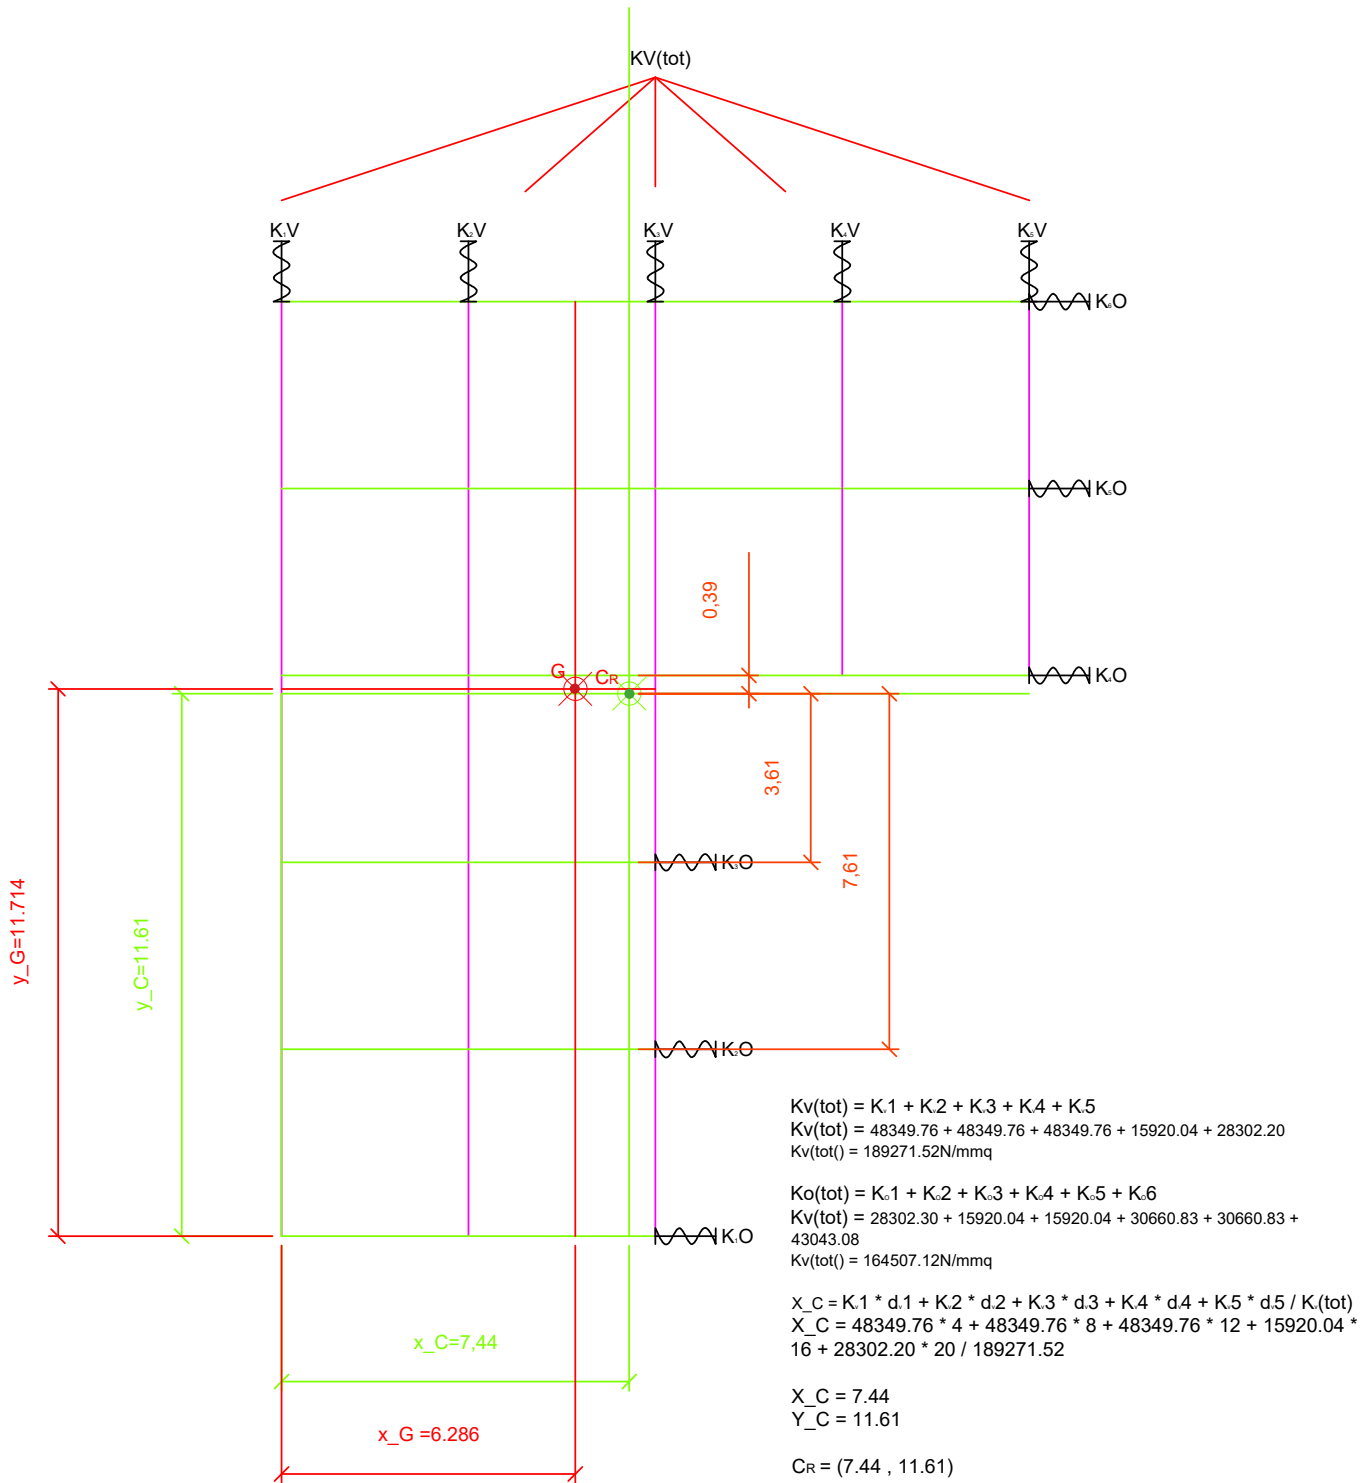 KV(tot)
K₁V
K₂V
K₃V
K₄V
K₅V
K₆O
K₅O
0,39
G
CR
K₄O
3,61
7,61
K₃O
y_G=11.714
y_C=11.61
K₂O
K₁O
Kv(tot) = Kᵥ1 + Kᵥ2 + Kᵥ3 + Kᵥ4 + Kᵥ5
Kv(tot) = 48349.76 + 48349.76 + 48349.76 + 15920.04 + 28302.20
Kv(tot() = 189271.52N/mmq
Ko(tot) = Kₒ1 + Kₒ2 + Kₒ3 + Kₒ4 + Kₒ5 + Kₒ6
Kv(tot) = 28302.30 + 15920.04 + 15920.04 + 30660.83 + 30660.83 +
43043.08
Kv(tot() = 164507.12N/mmq
X_C = Kᵥ1 * dᵥ1 + Kᵥ2 * dᵥ2 + Kᵥ3 * dᵥ3 + Kᵥ4 * dᵥ4 + Kᵥ5 * dᵥ5 / Kᵥ(tot)
X_C = 48349.76 * 4 + 48349.76 * 8 + 48349.76 * 12 + 15920.04 *
16 + 28302.20 * 20 / 189271.52
x_C=7,44
X_C = 7.44
Y_C = 11.61
x_G =6.286
CR = (7.44 , 11.61)